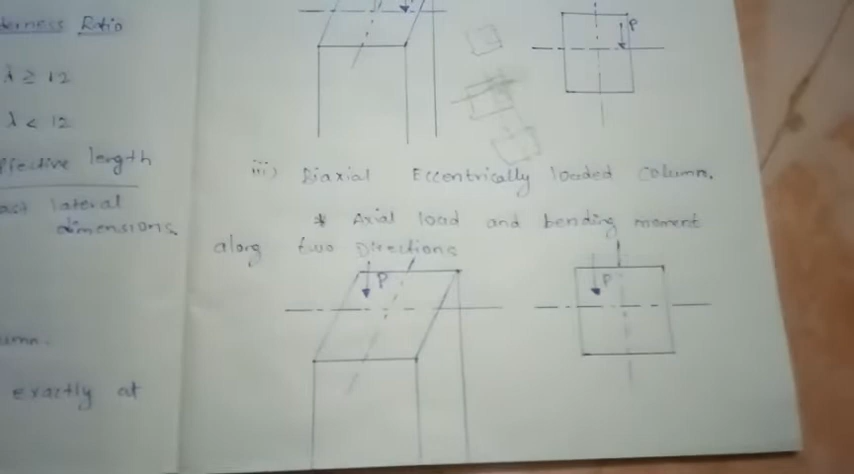 Ratio
λ ≥ 12
λ < 12
length
lateral
dimensions.
exactly at
P
iii) Biaxial Eccentrically loaded column.
* Axial load and bending moment
along two Directions
P
P